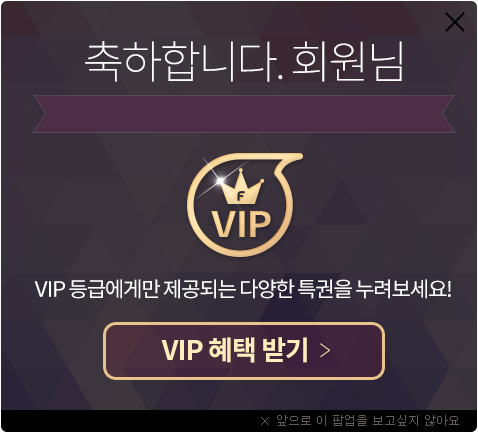 축하합니다. 회원님
F
VIP
VIP 등급에게만 제공되는 다양한 특권을 누려보세요!
VIP 혜택 받기 >
× 앞으로 이 팝업을 보고싶지 않아요